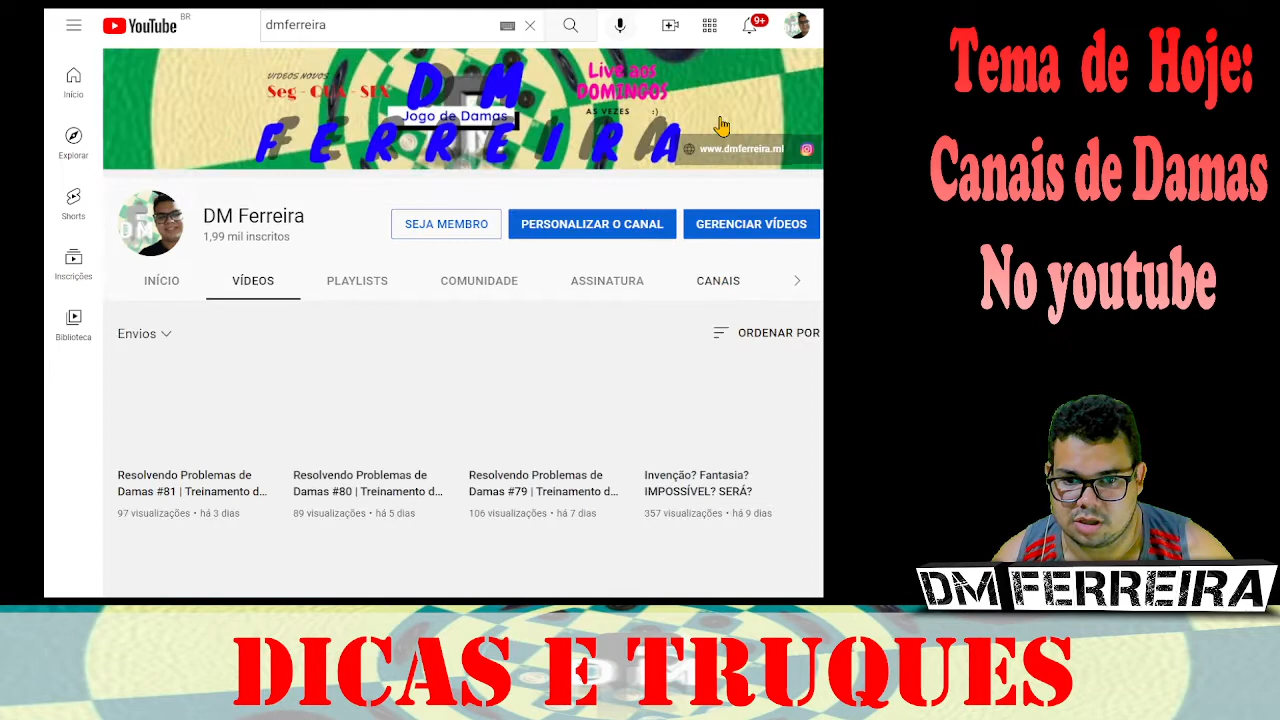 YouTube BR
dmferreira
9+
VIDEOS NOVOS
Seg - QUA - SEX
DM
Jogo de Damas
FERREIRA
Live aos
DOMINGOS
AS VEZES :)
www.dmferreira.ml
Início
Explorar
Shorts
Inscrições
Biblioteca
DM
DM Ferreira
1,99 mil inscritos
SEJA MEMBRO
PERSONALIZAR O CANAL
GERENCIAR VÍDEOS
INÍCIO
VÍDEOS
PLAYLISTS
COMUNIDADE
ASSINATURA
CANAIS
Envios
ORDENAR POR
Resolvendo Problemas de
Damas #81 | Treinamento d...
97 visualizações • há 3 dias
Resolvendo Problemas de
Damas #80 | Treinamento d...
89 visualizações • há 5 dias
Resolvendo Problemas de
Damas #79 | Treinamento d...
106 visualizações • há 7 dias
Invenção? Fantasia?
IMPOSSÍVEL? SERÁ?
357 visualizações • há 9 dias
Tema de Hoje:
Canais de Damas
No youtube
DM FERREIRA
DICAS E TRUQUES